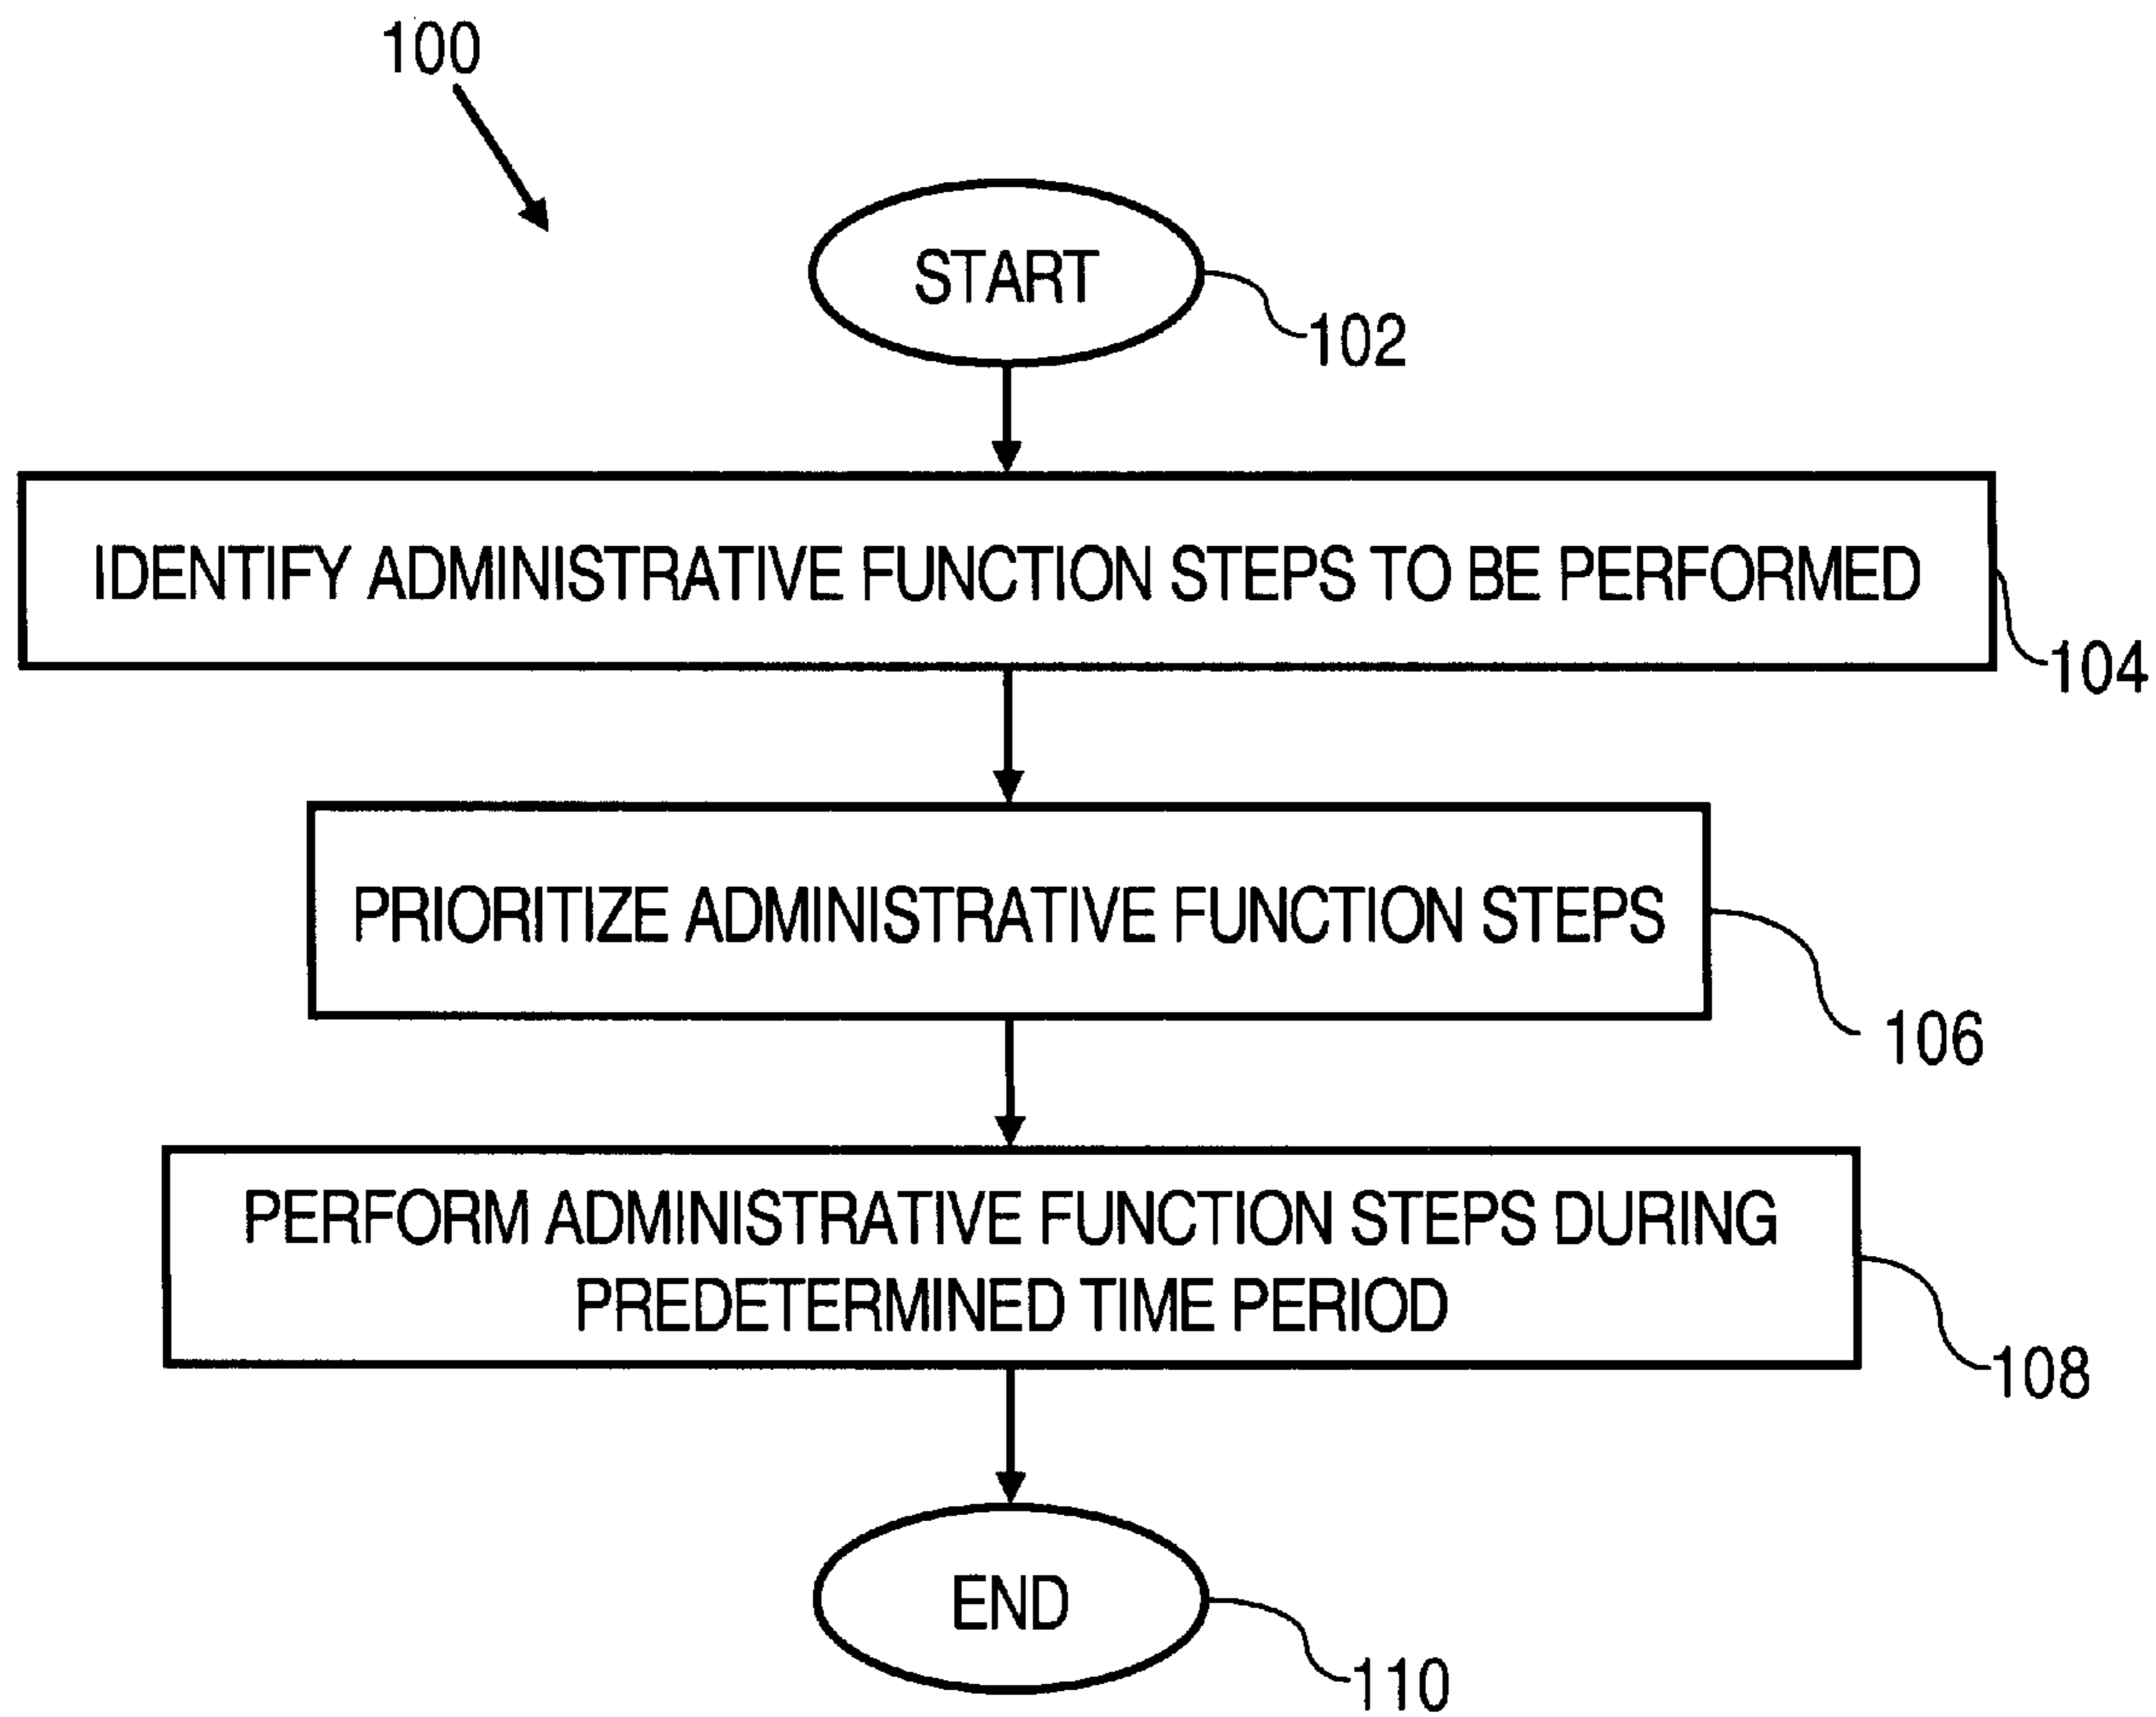 100
START
102
IDENTIFY ADMINISTRATIVE FUNCTION STEPS TO BE PERFORMED
104
PRIORITIZE ADMINISTRATIVE FUNCTION STEPS
106
PERFORM ADMINISTRATIVE FUNCTION STEPS DURING
PREDETERMINED TIME PERIOD
108
END
110